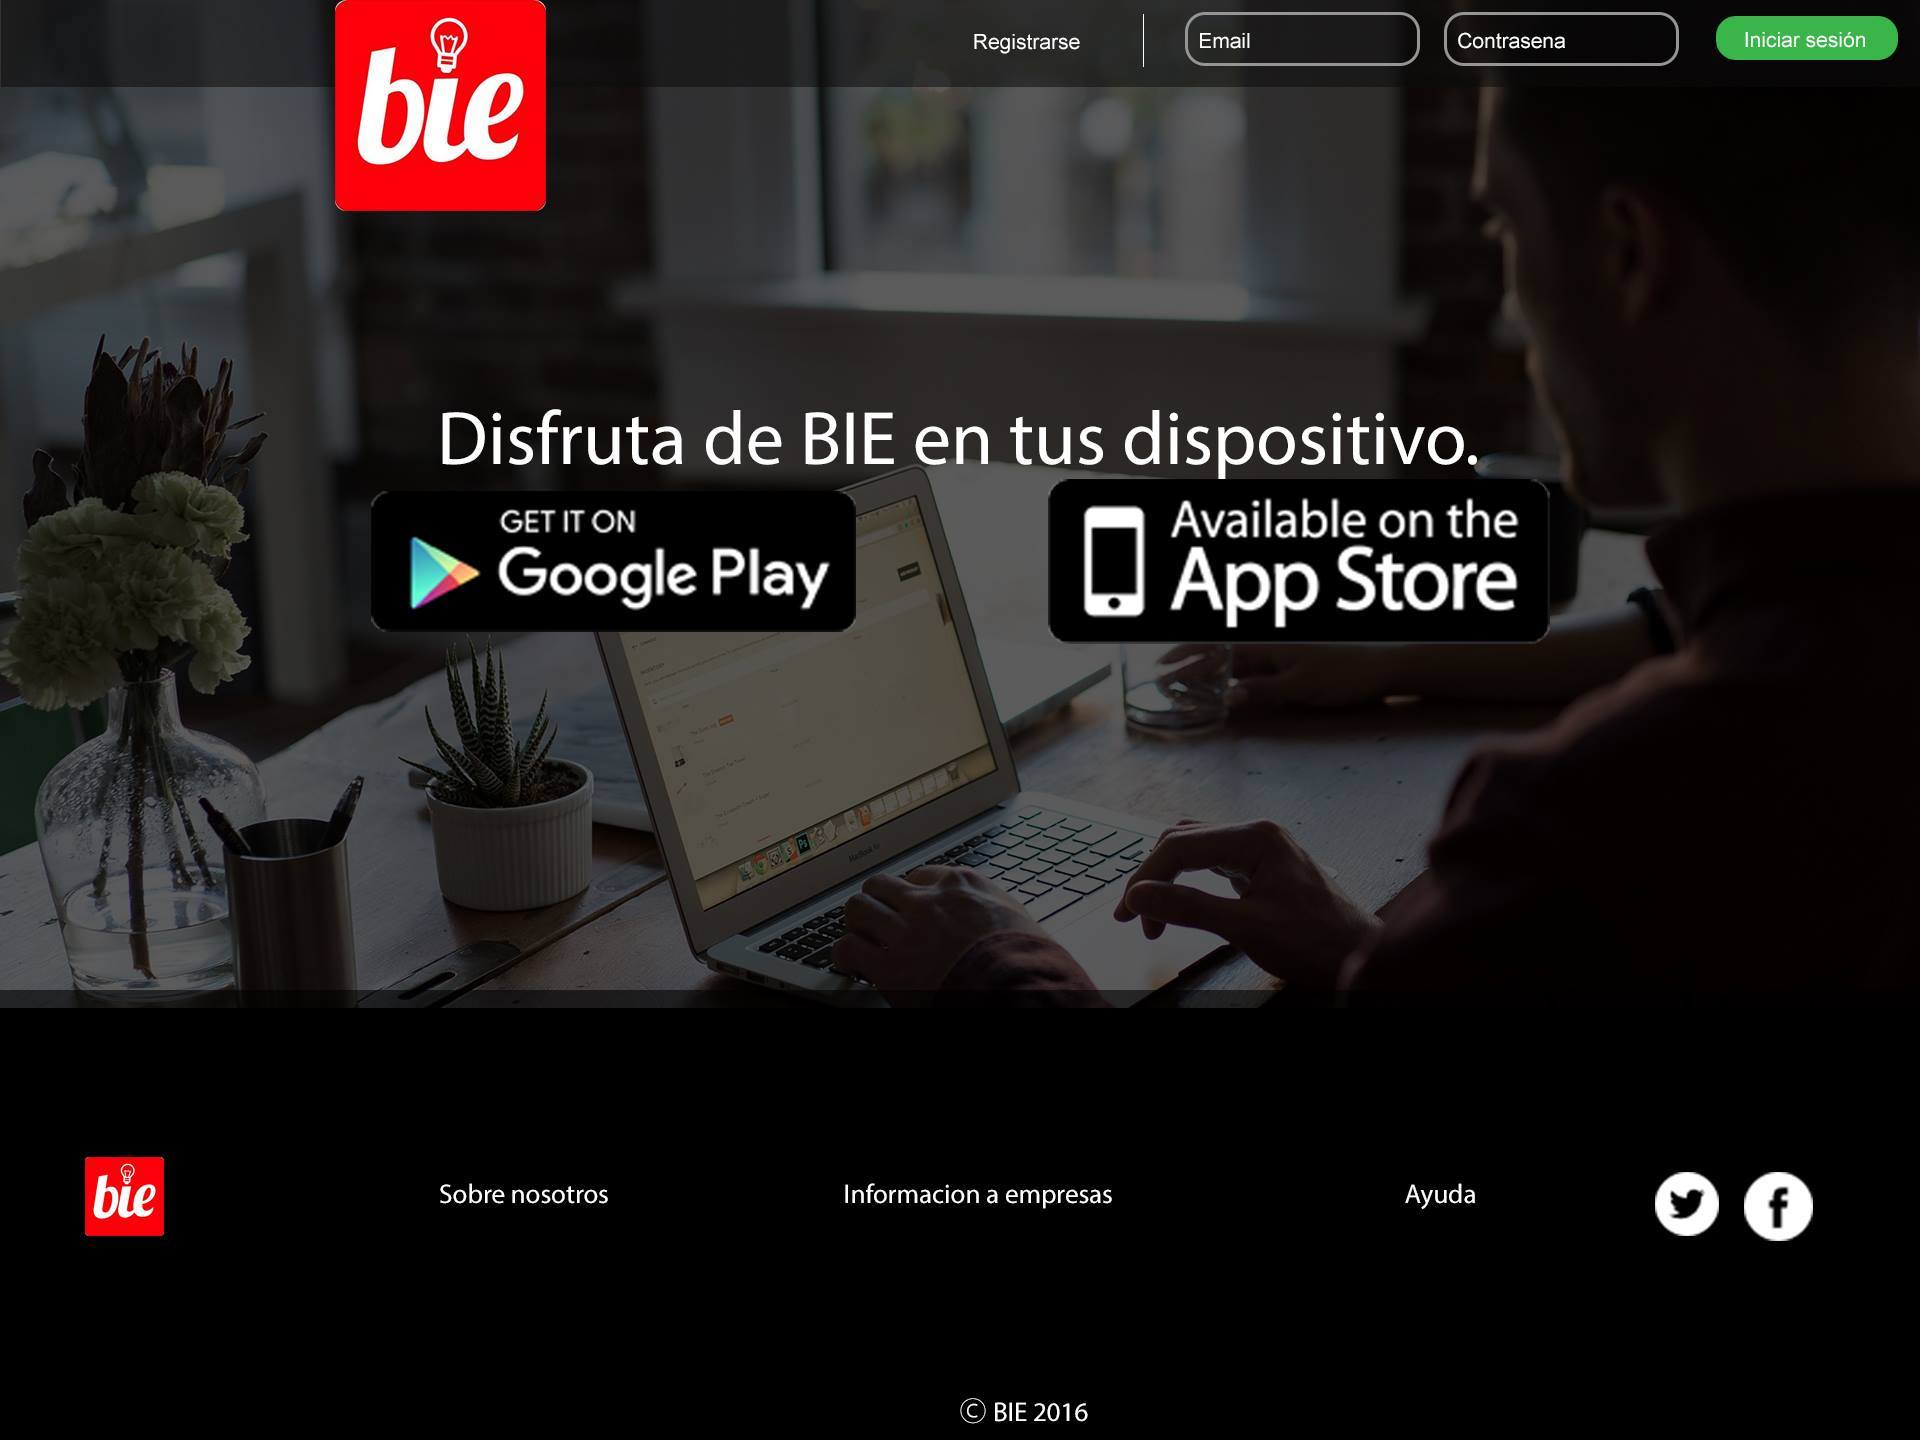 bie
Registrarse
Email
Contrasena
Iniciar sesión
Disfruta de BIE en tus dispositivo.
GET IT ON
Google Play
Available on the
App Store
bie
Sobre nosotros
Informacion a empresas
Ayuda
© BIE 2016